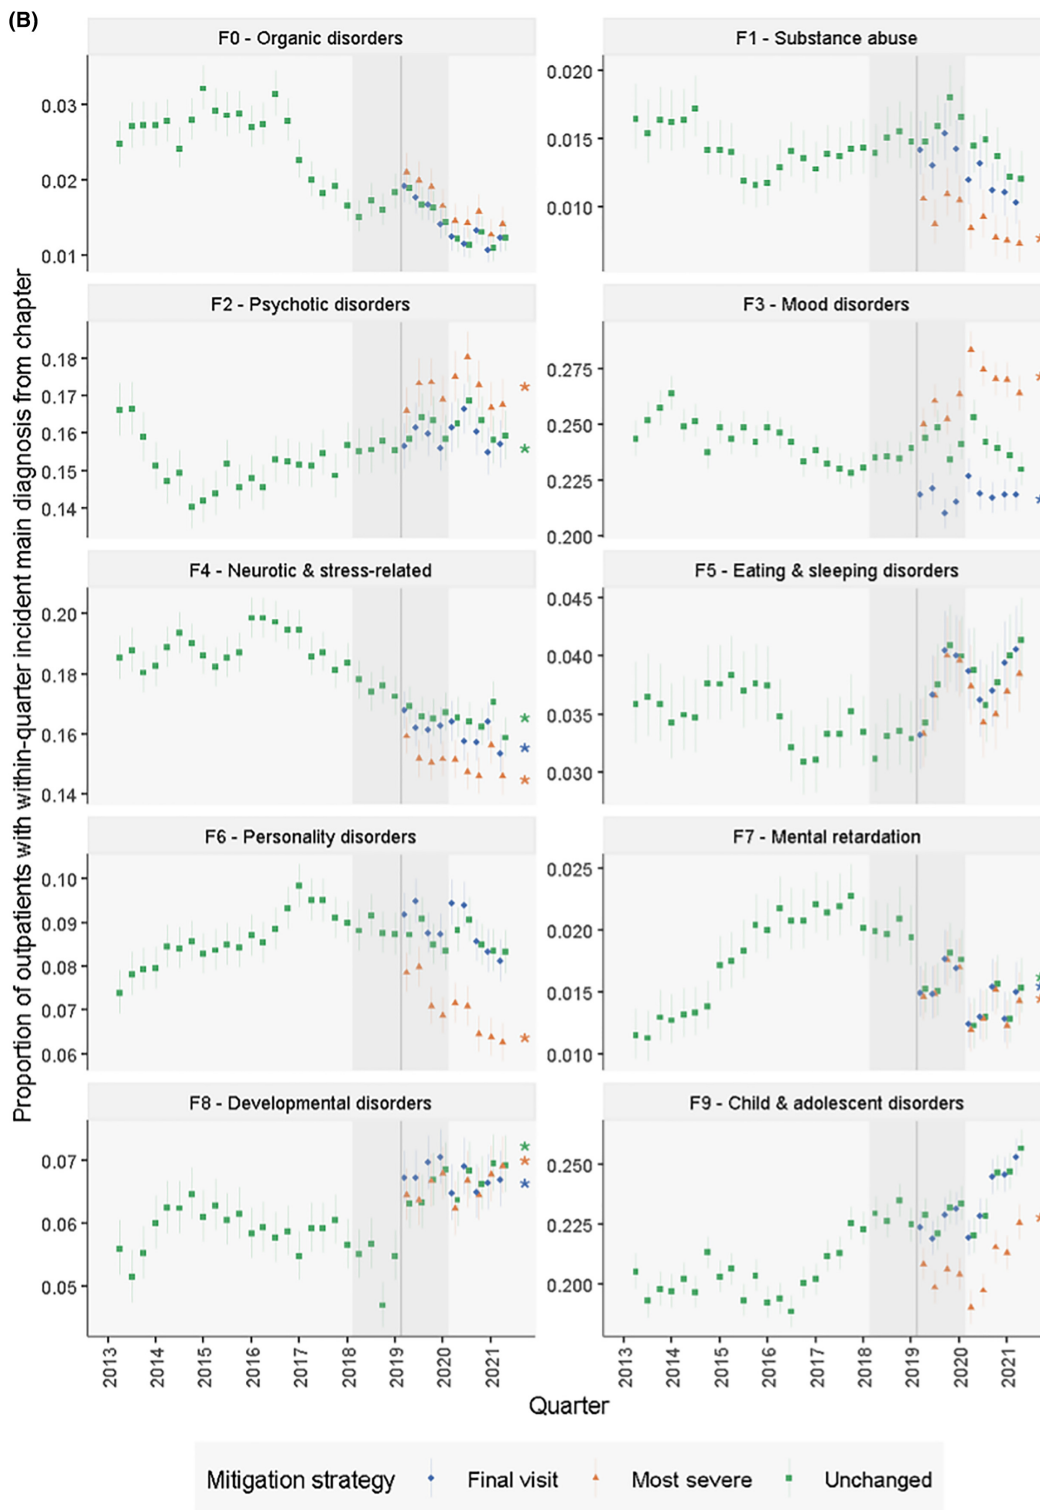 (B)
F0 - Organic disorders
F1 - Substance abuse
0.03
0.02
0.01
0.020
0.015
0.010
F2 - Psychotic disorders
F3 - Mood disorders
0.18
0.17
0.16
0.15
0.14
0.275
0.250
0.225
0.200
F4 - Neurotic & stress-related
F5 - Eating & sleeping disorders
0.20
0.18
0.16
0.14
0.045
0.040
0.035
0.030
F6 - Personality disorders
F7 - Mental retardation
0.10
0.09
0.08
0.07
0.06
0.025
0.020
0.015
0.010
F8 - Developmental disorders
F9 - Child & adolescent disorders
0.07
0.06
0.05
0.250
0.225
0.200
Proportion of outpatients with within-quarter incident main diagnosis from chapter
2013 2014 2015 2016 2017 2018 2019 2020 2021
2013 2014 2015 2016 2017 2018 2019 2020 2021
Quarter
Mitigation strategy Final visit Most severe Unchanged